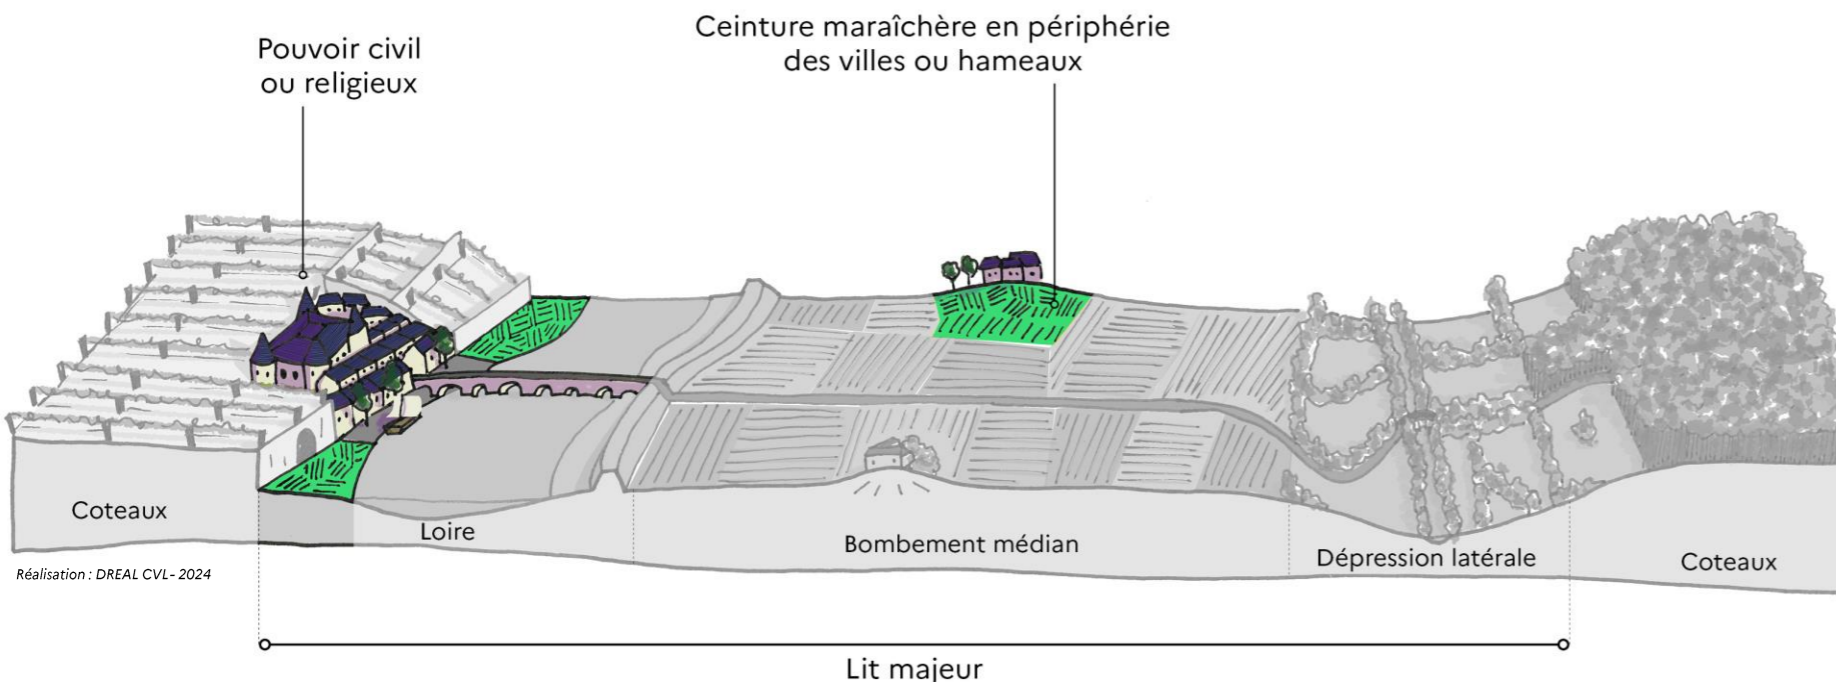 Pouvoir civil
ou religieux
Ceinture maraîchère en périphérie
des villes ou hameaux
Coteaux
Loire
Bombement médian
Dépression latérale
Coteaux
Réalisation : DREAL CVL- 2024
Lit majeur